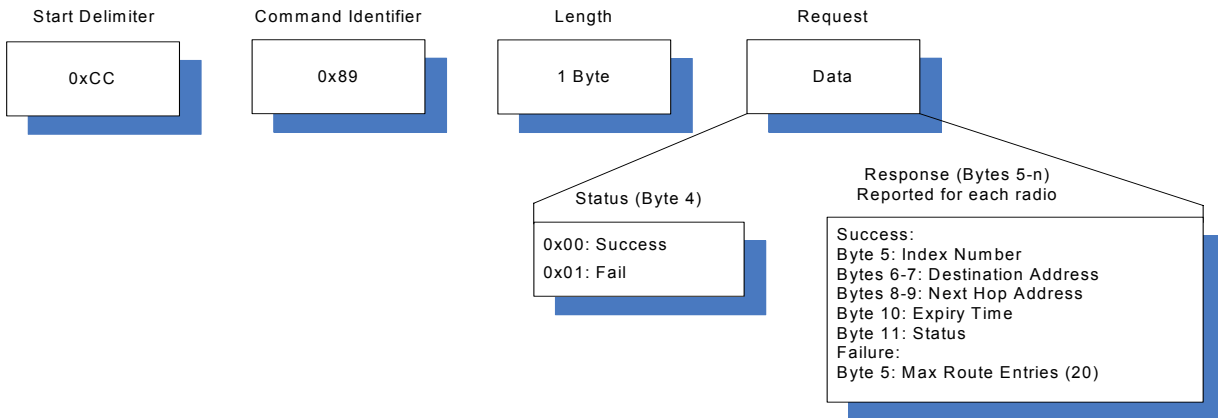 Start Delimiter
Command Identifier
Length
Request
0xCC
0x89
1 Byte
Data
Status (Byte 4)
0x00: Success
0x01: Fail
Response (Bytes 5-n)
Reported for each radio
Success:
Byte 5: Index Number
Bytes 6-7: Destination Address
Bytes 8-9: Next Hop Address
Byte 10: Expiry Time
Byte 11: Status
Failure:
Byte 5: Max Route Entries (20)